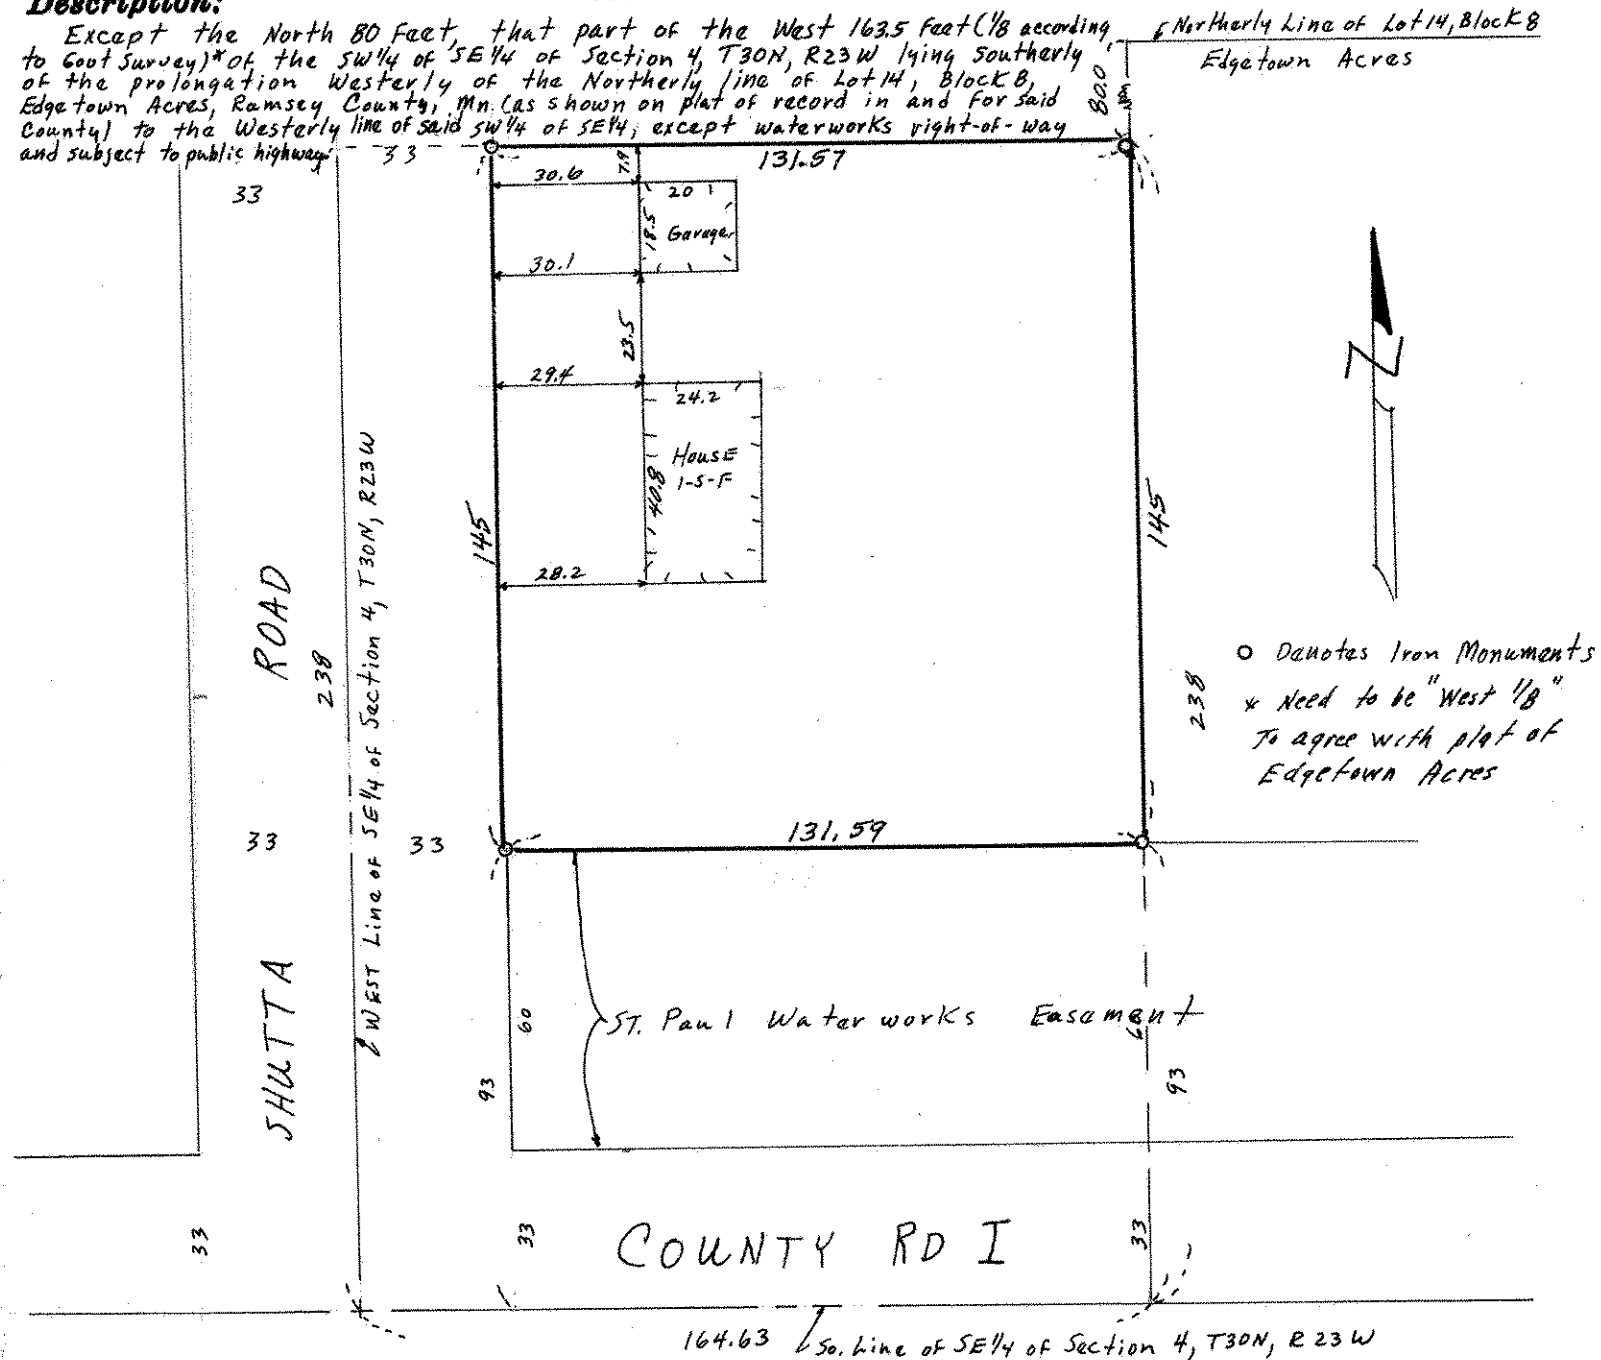 Description:
Except the North 80 Feet, that part of the West 163.5 Feet (1/8 according
to Govt Survey)* of the SW1/4 of SE1/4 of Section 4, T30N, R23W lying Southerly
of the prolongation Westerly of the Northerly line of Lot 14, Block 8,
Edgetown Acres, Ramsey County, Mn. (as shown on plat of record in and for said
County) to the Westerly line of said SW1/4 of SE1/4, except waterworks right-of-way
and subject to public highway.
Northerly Line of Lot 14, Block 8
Edgetown Acres
80.0
33
33
131.57
30.6
7.9
20
18.5
Garage
30.1
23.5
29.4
24.2
House
1-S-F
40.8
28.2
145
145
N
ROAD
238
WEST Line of SE1/4 of Section 4, T30N, R23W
238
o Denotes Iron Monuments
* Need to be "West 1/8"
To agree with plat of
Edgetown Acres
33
33
131.59
SHUTTA
60
ST. Paul Water works Easement
60
93
93
33
33
COUNTY RD I
33
164.63
So. Line of SE1/4 of Section 4, T30N, R23W